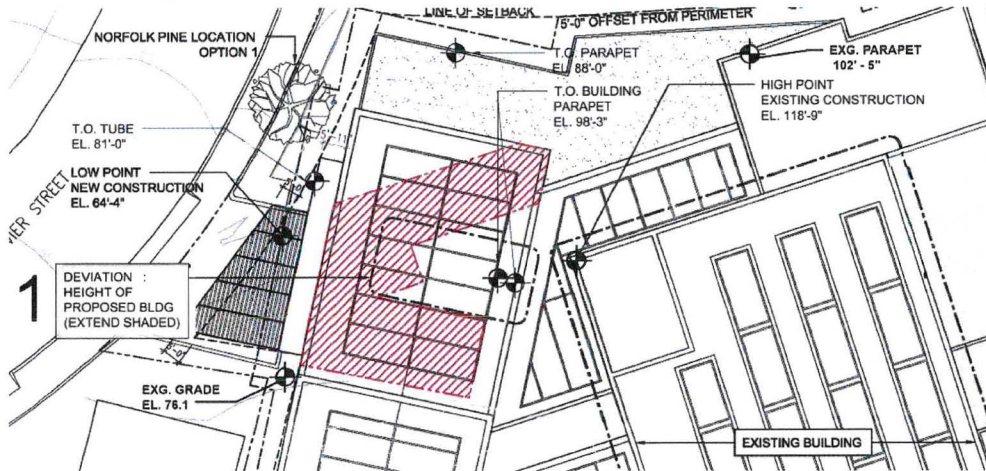 LINE OF SETBACK
5'-0" OFFSET FROM PERIMETER
NORFOLK PINE LOCATION
OPTION 1
T.O. PARAPET
EL. 88'-0"
EXG. PARAPET
102' - 5"
T.O. BUILDING
PARAPET
EL. 98'-3"
HIGH POINT
EXISTING CONSTRUCTION
EL. 118'-9"
T.O. TUBE
EL. 81'-0"
LOW POINT
NEW CONSTRUCTION
EL. 64'-4"
STREET
1
DEVIATION :
HEIGHT OF
PROPOSED BLDG
(EXTEND SHADED)
EXG. GRADE
EL. 76.1
EXISTING BUILDING